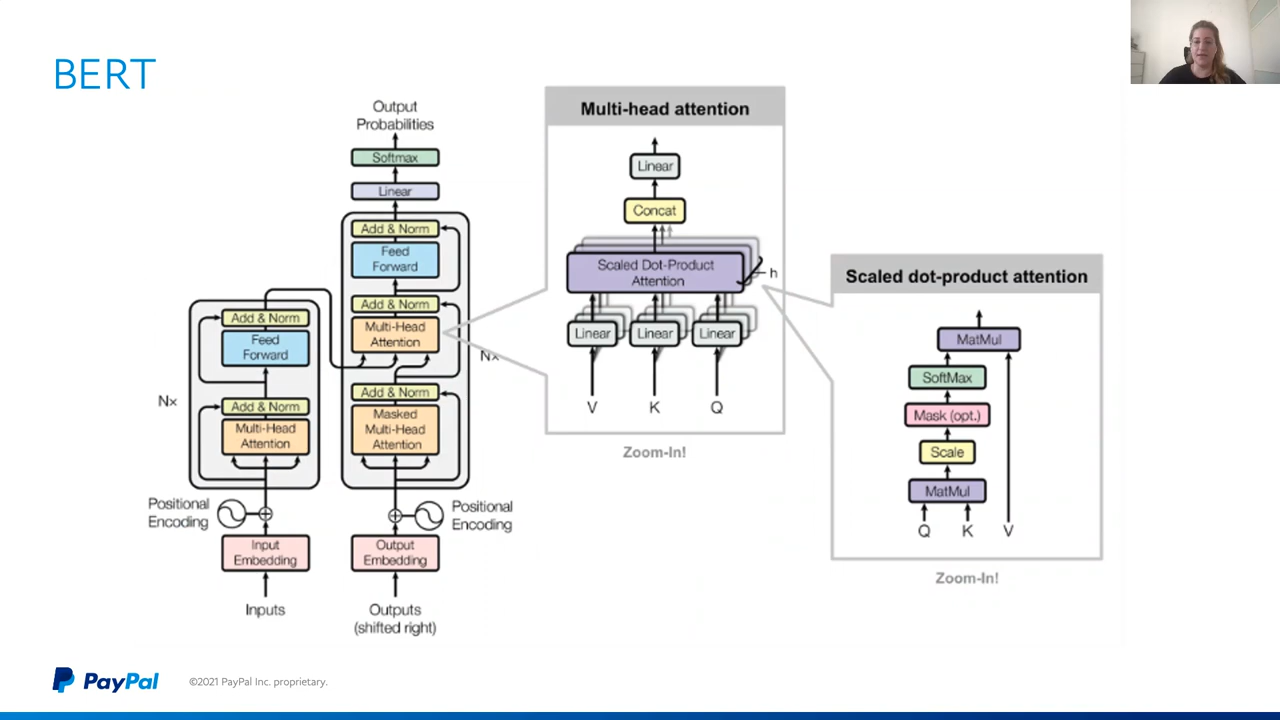 BERT
Output
Probabilities
Softmax
Linear
Add & Norm
Feed
Forward
Add & Norm
Multi-Head
Attention
Add & Norm
Masked
Multi-Head
Attention
Nx
Add & Norm
Feed
Forward
Add & Norm
Multi-Head
Attention
Nx
Positional
Encoding
Positional
Encoding
Input
Embedding
Output
Embedding
Inputs
Outputs
(shifted right)
Multi-head attention
Linear
Concat
Scaled Dot-Product
Attention
h
Linear
Linear
Linear
V
K
Q
Zoom-In!
Scaled dot-product attention
MatMul
SoftMax
Mask (opt.)
Scale
MatMul
Q
K
V
Zoom-In!
PayPal
©2021 PayPal Inc. proprietary.